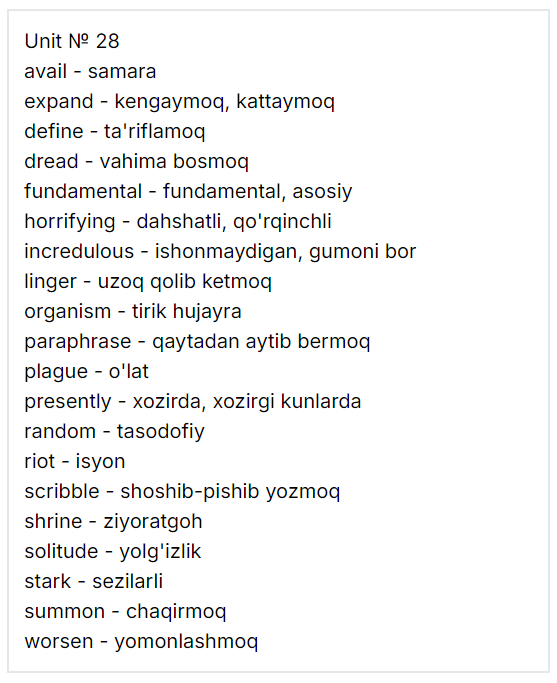 Unit № 28
avail - samara
expand - kengaymoq, kattaymoq
define - ta'riflamoq
dread - vahima bosmoq
fundamental - fundamental, asosiy
horrifying - dahshatli, qo'rqinchli
incredulous - ishonmaydigan, gumoni bor
linger - uzoq qolib ketmoq
organism - tirik hujayra
paraphrase - qaytadan aytib bermoq
plague - o'lat
presently - xozirda, xozirgi kunlarda
random - tasodofiy
riot - isyon
scribble - shoshib-pishib yozmoq
shrine - ziyoratgoh
solitude - yolg'izlik
stark - sezilarli
summon - chaqirmoq
worsen - yomonlashmoq